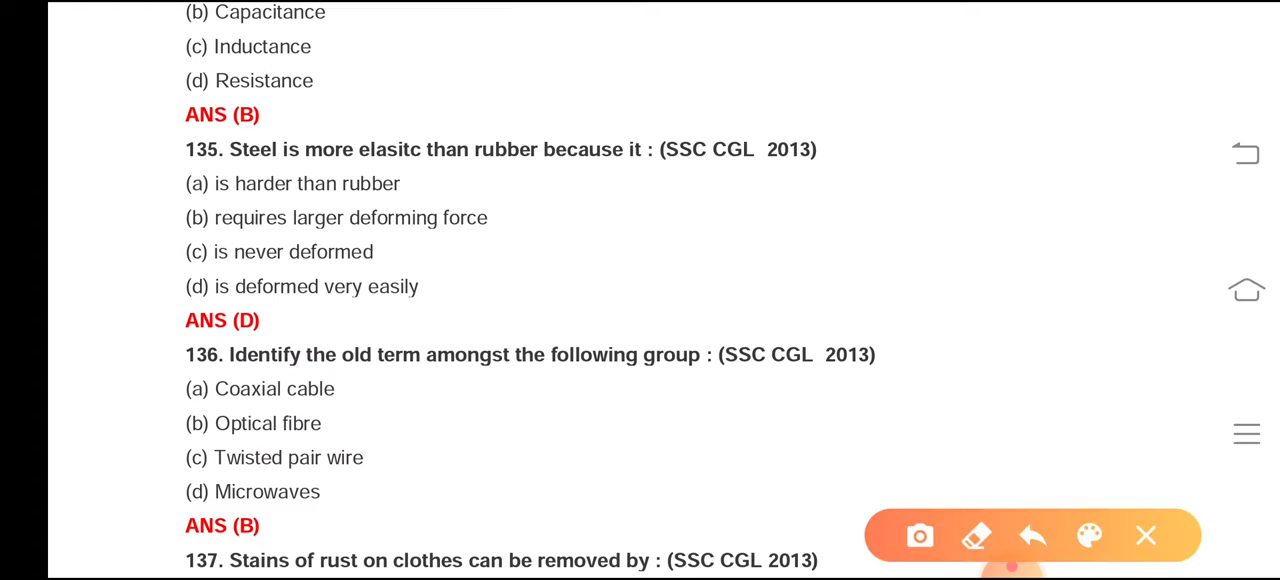 (b) Capacitance
(c) Inductance
(d) Resistance
ANS (B)
135. Steel is more elasitc than rubber because it : (SSC CGL 2013)
(a) is harder than rubber
(b) requires larger deforming force
(c) is never deformed
(d) is deformed very easily
ANS (D)
136. Identify the old term amongst the following group : (SSC CGL 2013)
(a) Coaxial cable
(b) Optical fibre
(c) Twisted pair wire
(d) Microwaves
ANS (B)
137. Stains of rust on clothes can be removed by : (SSC CGL 2013)